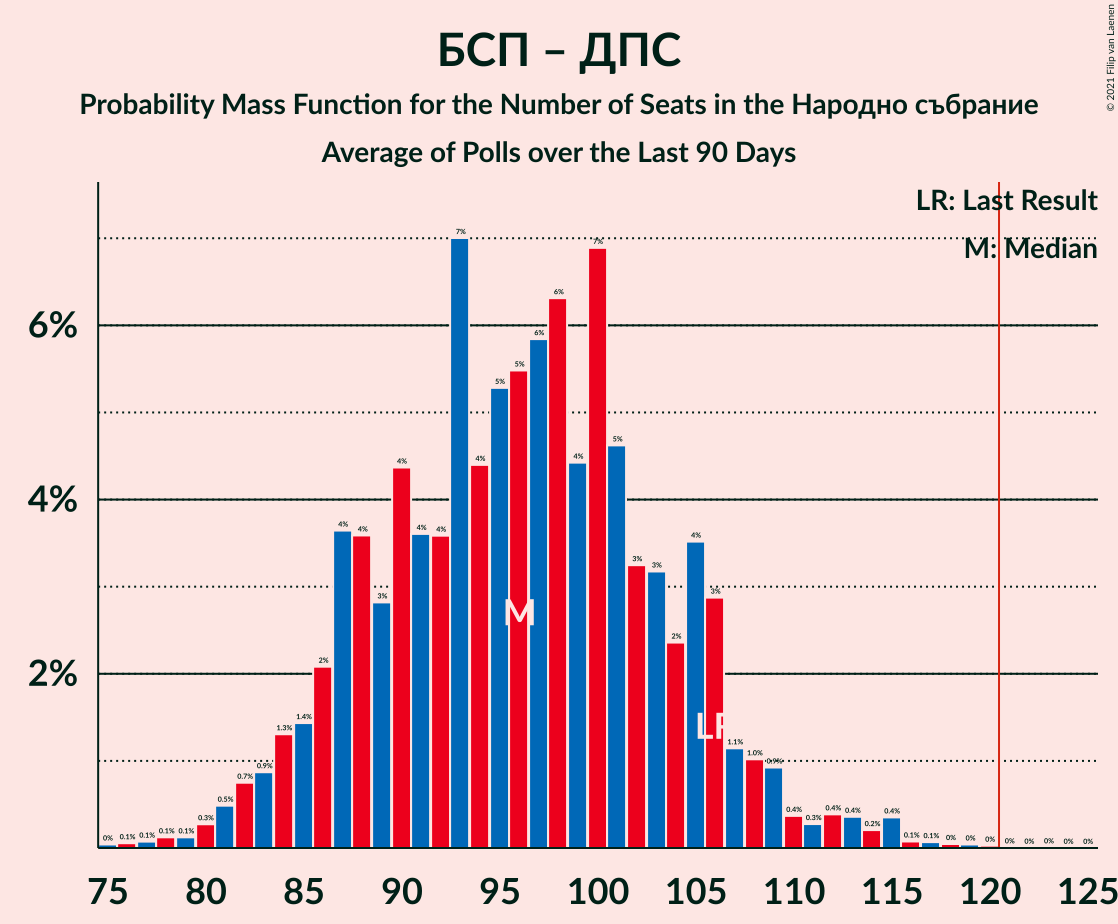 БСП – ДПС
Probability Mass Function for the Number of Seats in the Народно събрание
Average of Polls over the Last 90 Days
© 2021 Filip van Laenen
LR: Last Result
M: Median
6%
4%
2%
0% 0.1% 0.1% 0.1% 0.1% 0.3% 0.5% 0.7% 0.9% 1.3% 1.4% 2% 4% 4% 3% 4% 4% 4% 7% 4% 5% 5% 6% 6% 4% 7% 5% 3% 3% 2% 4% 3% 1.1% 1.0% 0.9% 0.4% 0.3% 0.4% 0.4% 0.2% 0.4% 0.1% 0.1% 0% 0% 0% 0% 0% 0% 0% 0%
M
LR
75 80 85 90 95 100 105 110 115 120 125